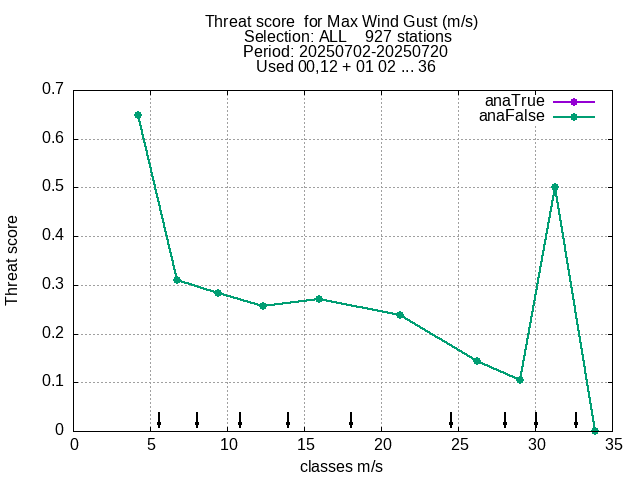 Threat score  for Max Wind Gust (m/s)
Selection: ALL    927 stations
Period: 20250702-20250720
Used 00,12 + 01 02 ... 36
anaTrue
anaFalse
Threat score
0.7
0.6
0.5
0.4
0.3
0.2
0.1
0
0 5 10 15 20 25 30 35
classes m/s